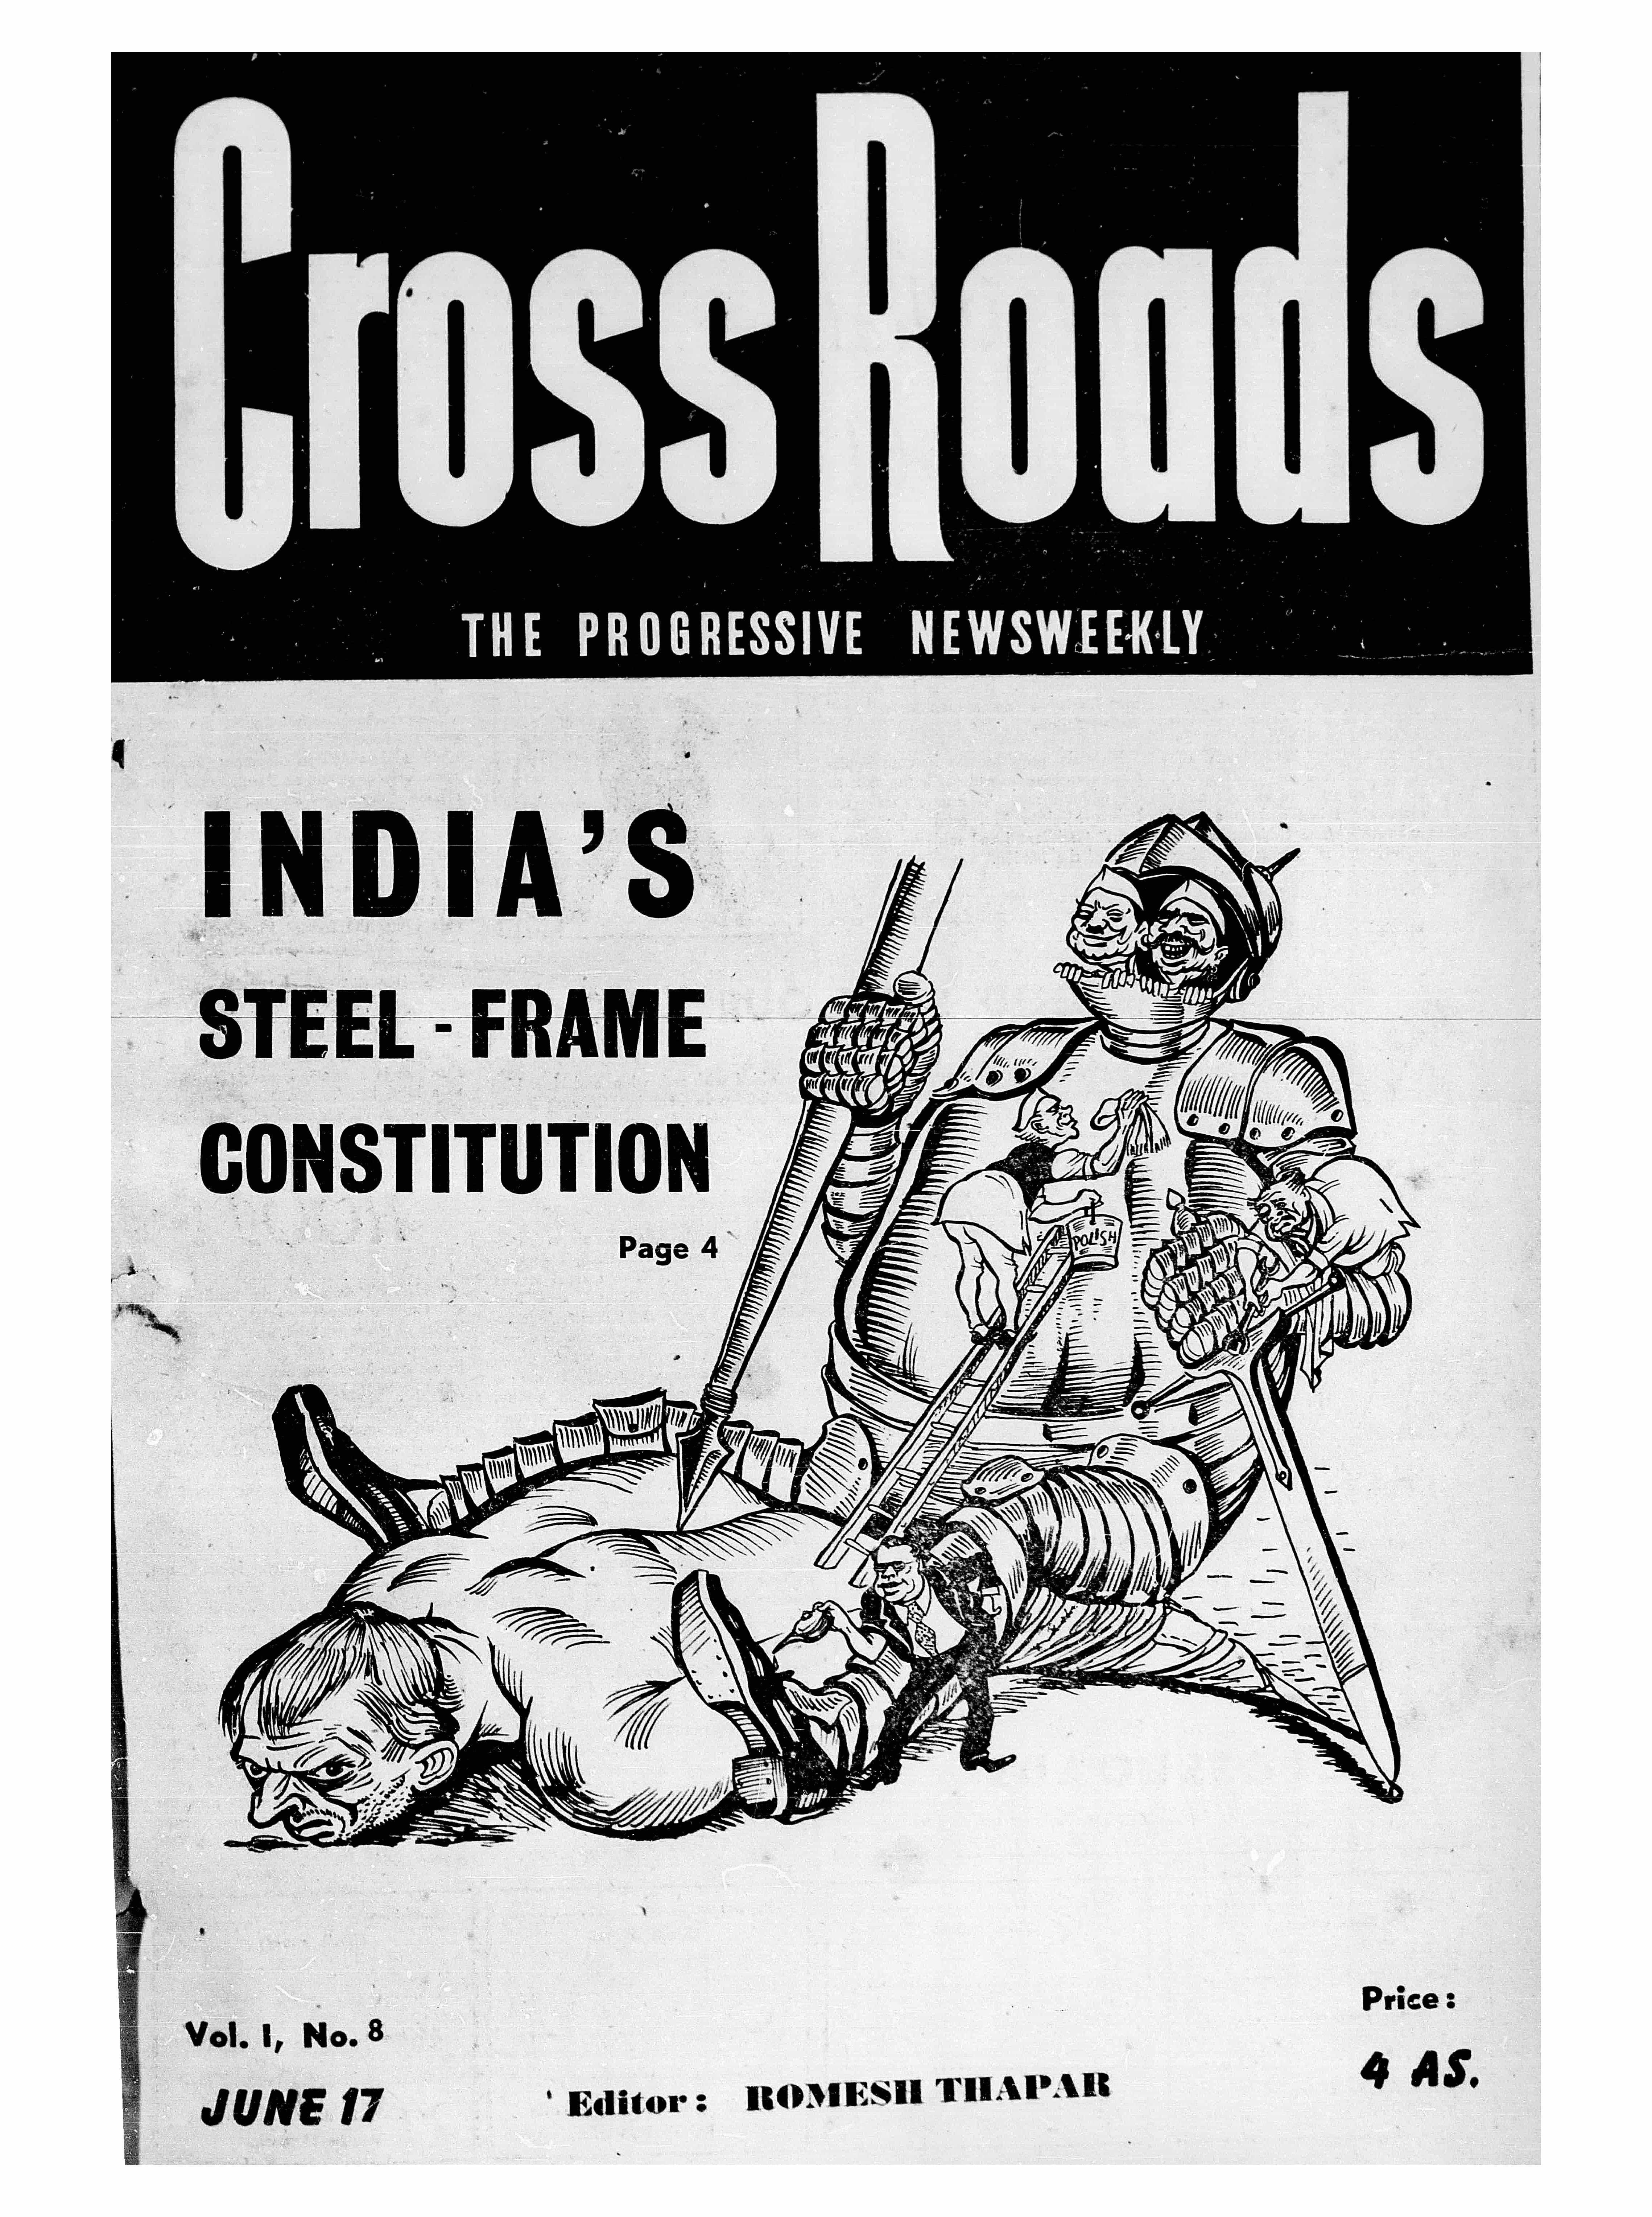 Cross Roads
THE PROGRESSIVE NEWSWEEKLY
INDIA'S
STEEL - FRAME
CONSTITUTION
Page 4
POLISH
Vol. I, No. 8
JUNE 17
Editor: ROMESH THAPAR
Price:
4 AS.